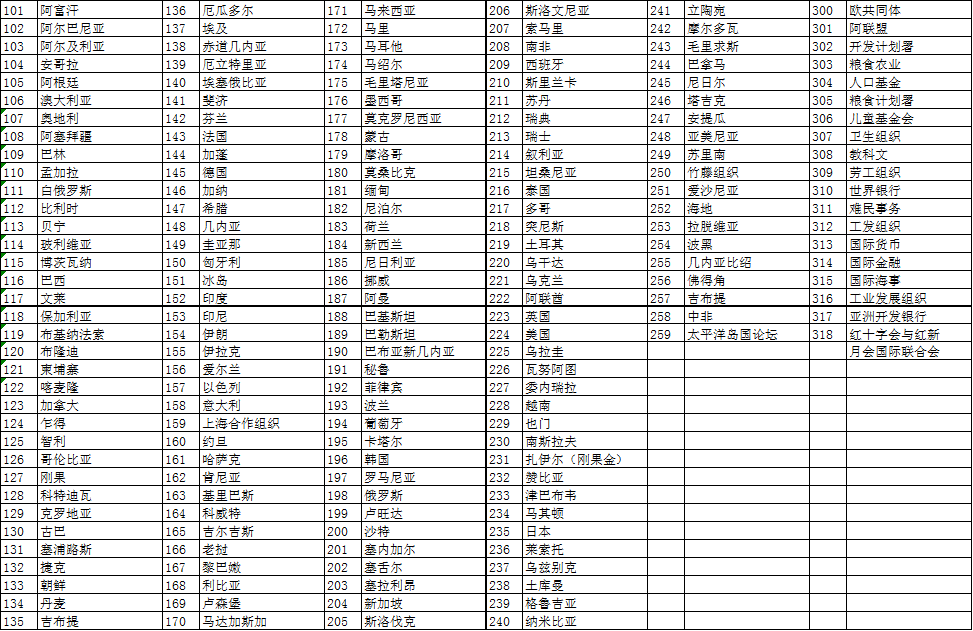 101 阿富汗 136 厄瓜多尔 171 马来西亚 206 斯洛文尼亚 241 立陶宛 300 欧共同体
102 阿尔巴尼亚 137 埃及 172 马里 207 索马里 242 摩尔多瓦 301 阿联盟
103 阿尔及利亚 138 赤道几内亚 173 马耳他 208 南非 243 毛里求斯 302 开发计划署
104 安哥拉 139 厄立特里亚 174 马绍尔 209 西班牙 244 巴拿马 303 粮食农业
105 阿根廷 140 埃塞俄比亚 175 毛里塔尼亚 210 斯里兰卡 245 尼日尔 304 人口基金
106 澳大利亚 141 斐济 176 墨西哥 211 苏丹 246 塔吉克 305 粮食计划署
107 奥地利 142 芬兰 177 莫克罗尼西亚 212 瑞典 247 安提瓜 306 儿童基金会
108 阿塞拜疆 143 法国 178 蒙古 213 瑞士 248 亚美尼亚 307 卫生组织
109 巴林 144 加蓬 179 摩洛哥 214 叙利亚 249 苏里南 308 教科文
110 孟加拉 145 德国 180 莫桑比克 215 坦桑尼亚 250 竹藤组织 309 劳工组织
111 白俄罗斯 146 加纳 181 缅甸 216 泰国 251 爱沙尼亚 310 世界银行
112 比利时 147 希腊 182 尼泊尔 217 多哥 252 海地 311 难民事务
113 贝宁 148 几内亚 183 荷兰 218 突尼斯 253 拉脱维亚 312 工发组织
114 玻利维亚 149 圭亚那 184 新西兰 219 土耳其 254 波黑 313 国际货币
115 博茨瓦纳 150 匈牙利 185 尼日利亚 220 乌干达 255 几内亚比绍 314 国际金融
116 巴西 151 冰岛 186 挪威 221 乌克兰 256 佛得角 315 国际海事
117 文莱 152 印度 187 阿曼 222 阿联酋 257 吉布提 316 工业发展组织
118 保加利亚 153 印尼 188 巴基斯坦 223 英国 258 中非 317 亚洲开发银行
119 布基纳法索 154 伊朗 189 巴勒斯坦 224 美国 259 太平洋岛国论坛 318 红十字会与红新
120 布隆迪 155 伊拉克 190 巴布亚新几内亚 225 乌拉圭 月会国际联合会
121 柬埔寨 156 爱尔兰 191 秘鲁 226 瓦努阿图
122 喀麦隆 157 以色列 192 菲律宾 227 委内瑞拉
123 加拿大 158 意大利 193 波兰 228 越南
124 乍得 159 上海合作组织 194 葡萄牙 229 也门
125 智利 160 约旦 195 卡塔尔 230 南斯拉夫
126 哥伦比亚 161 哈萨克 196 韩国 231 扎伊尔（刚果金）
127 刚果 162 肯尼亚 197 罗马尼亚 232 赞比亚
128 科特迪瓦 163 基里巴斯 198 俄罗斯 233 津巴布韦
129 克罗地亚 164 科威特 199 卢旺达 234 马其顿
130 古巴 165 吉尔吉斯 200 沙特 235 日本
131 塞浦路斯 166 老挝 201 塞内加尔 236 莱索托
132 捷克 167 黎巴嫩 202 塞舌尔 237 乌兹别克
133 朝鲜 168 利比亚 203 塞拉利昂 238 土库曼
134 丹麦 169 卢森堡 204 新加坡 239 格鲁吉亚
135 吉布提 170 马达加斯加 205 斯洛伐克 240 纳米比亚